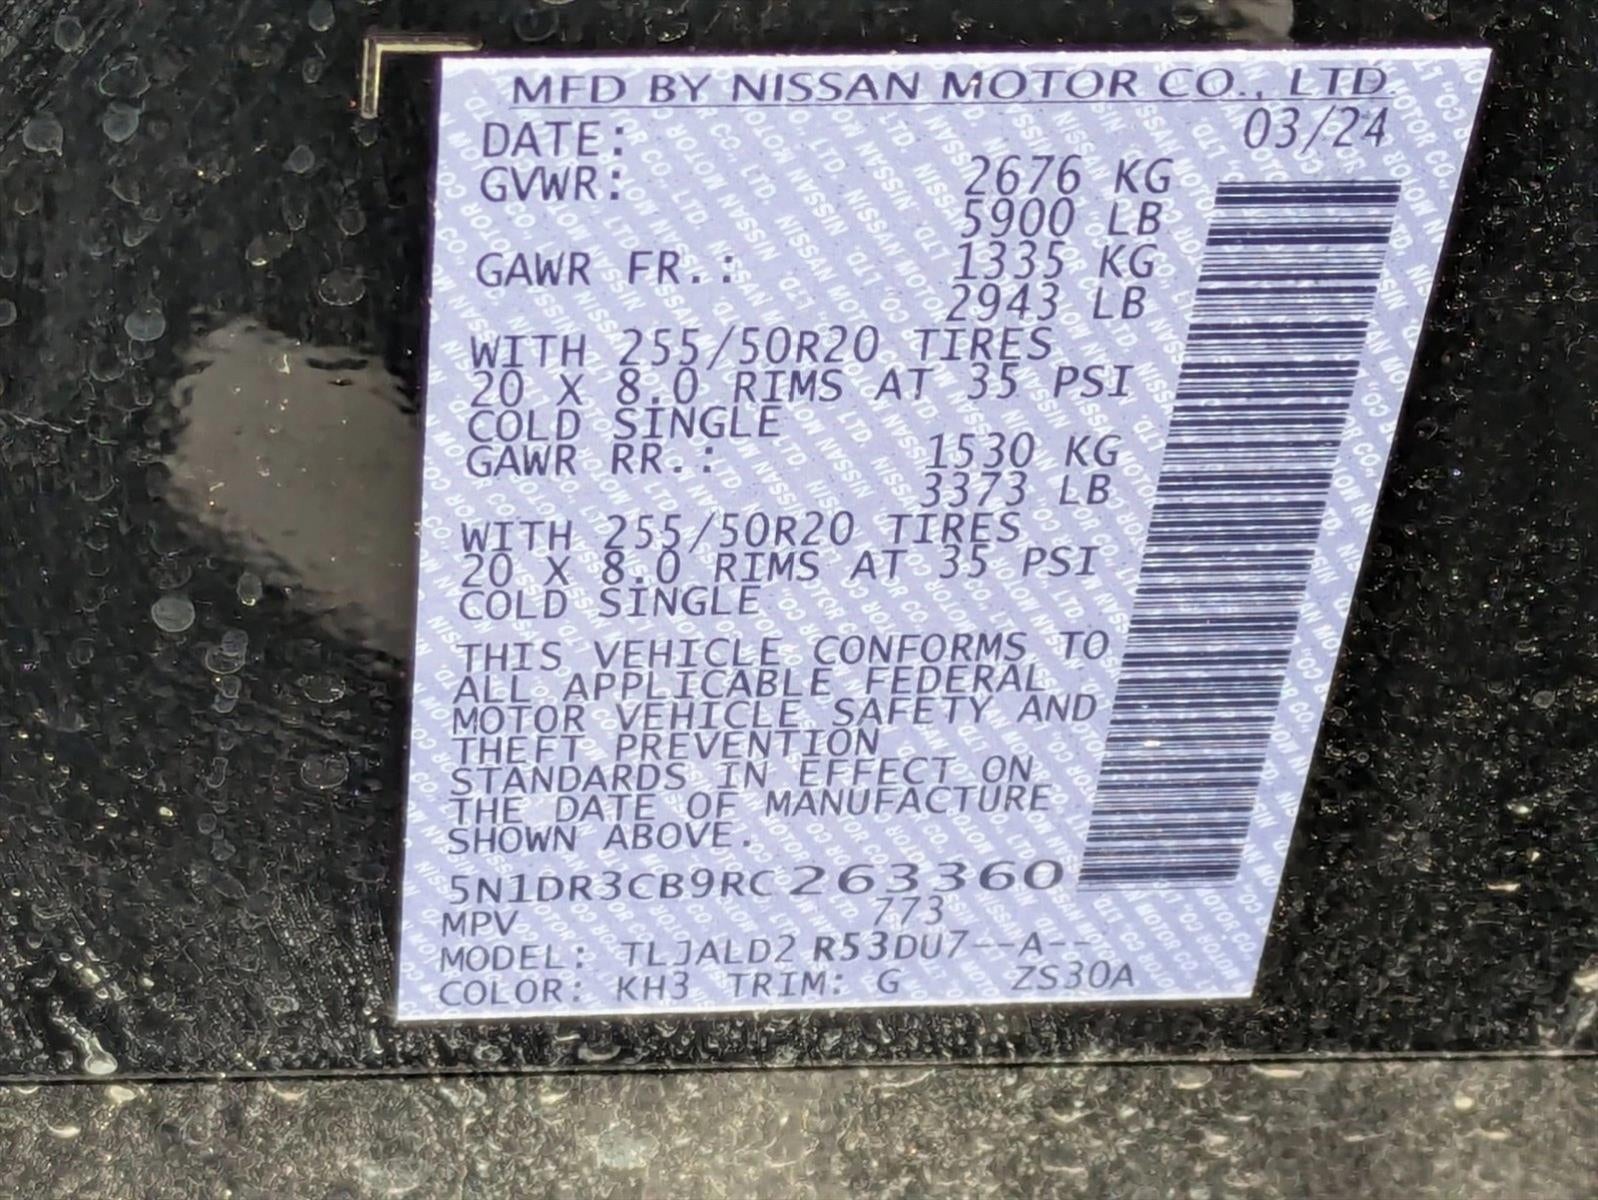 MFD BY NISSAN MOTOR CO., LTD.
DATE: 03/24
GVWR: 2676 KG
5900 LB
GAWR FR.: 1335 KG
2943 LB
WITH 255/50R20 TIRES
20 X 8.0 RIMS AT 35 PSI
COLD SINGLE
GAWR RR.: 1530 KG
3373 LB
WITH 255/50R20 TIRES
20 X 8.0 RIMS AT 35 PSI
COLD SINGLE
THIS VEHICLE CONFORMS TO
ALL APPLICABLE FEDERAL
MOTOR VEHICLE SAFETY AND
THEFT PREVENTION
STANDARDS IN EFFECT ON
THE DATE OF MANUFACTURE
SHOWN ABOVE.
5N1DR3CB9RC263360
MPV 773
MODEL: TLJALD2 R53DU7--A--
COLOR: KH3 TRIM: G ZS30A